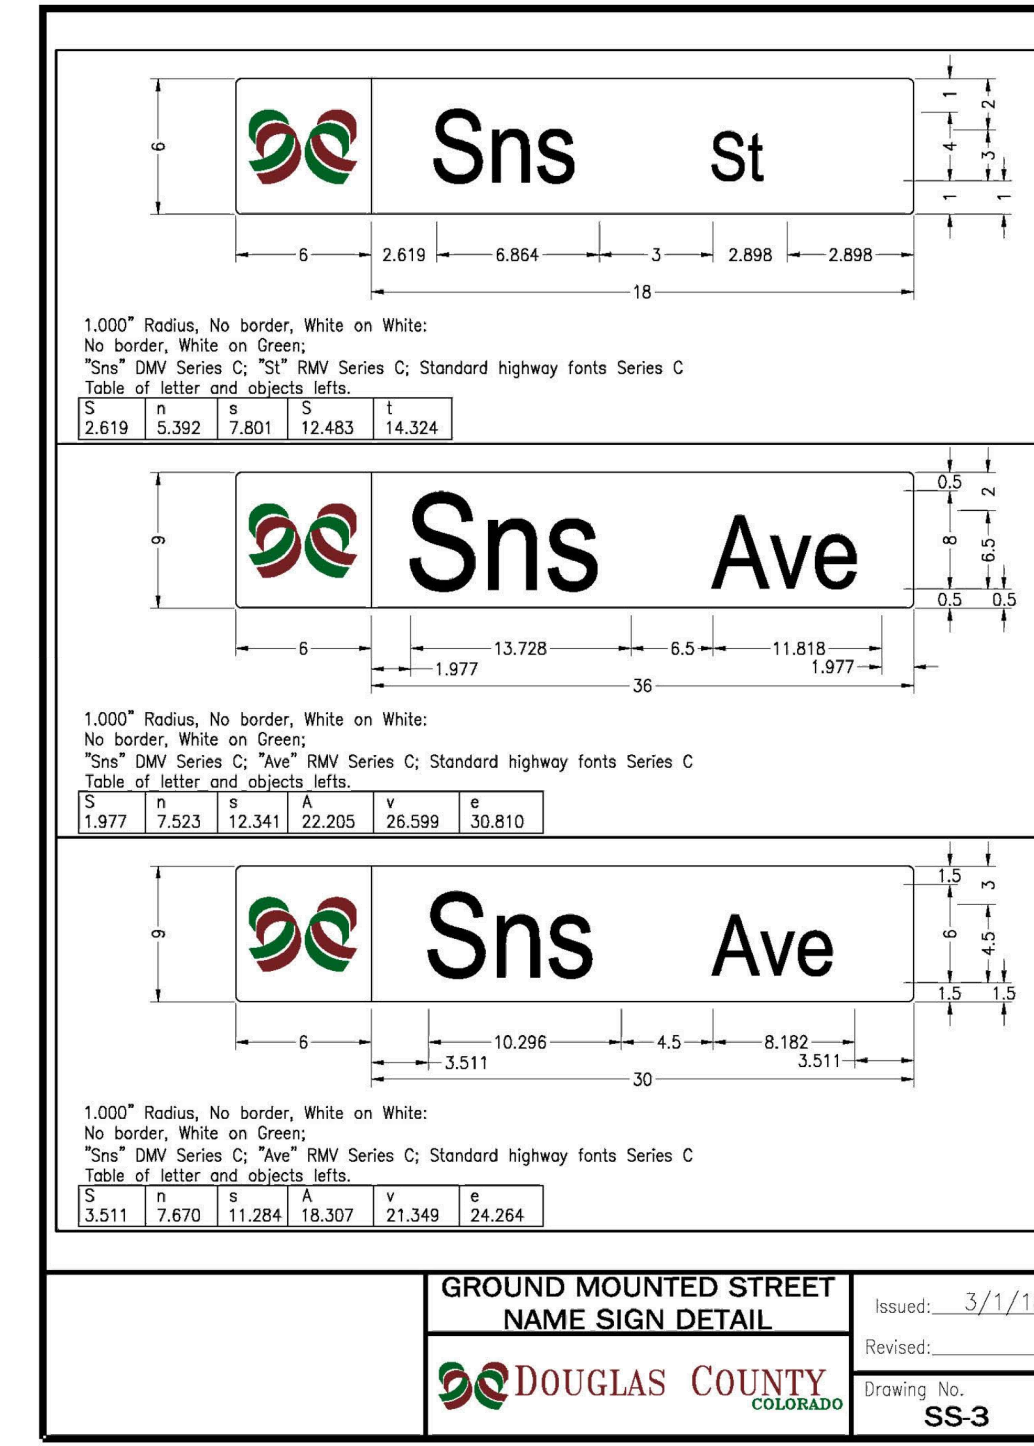 6
Sns St
1
2
4
3
1
1
6 2.619 6.864 3 2.898 2.898
18
1.000" Radius, No border, White on White:
No border, White on Green;
"Sns" DMV Series C; "St" RMV Series C; Standard highway fonts Series C
Table of letter and objects lefts.
S n s S t
2.619 5.392 7.801 12.483 14.324
9
Sns Ave
0.5
2
8
6.5
0.5 0.5
6 13.728 6.5 11.818
1.977 1.977
36
1.000" Radius, No border, White on White:
No border, White on Green;
"Sns" DMV Series C; "Ave" RMV Series C; Standard highway fonts Series C
Table of letter and objects lefts.
S n s A v e
1.977 7.523 12.341 22.205 26.599 30.810
9
Sns Ave
1.5
3
6
4.5
1.5 1.5
6 10.296 4.5 8.182
3.511 3.511
30
1.000" Radius, No border, White on White:
No border, White on Green;
"Sns" DMV Series C; "Ave" RMV Series C; Standard highway fonts Series C
Table of letter and objects lefts.
S n s A v e
3.511 7.670 11.284 18.307 21.349 24.264
GROUND MOUNTED STREET
NAME SIGN DETAIL
DOUGLAS COUNTY
COLORADO
Issued: 3/1/1
Revised:
Drawing No.
SS-3